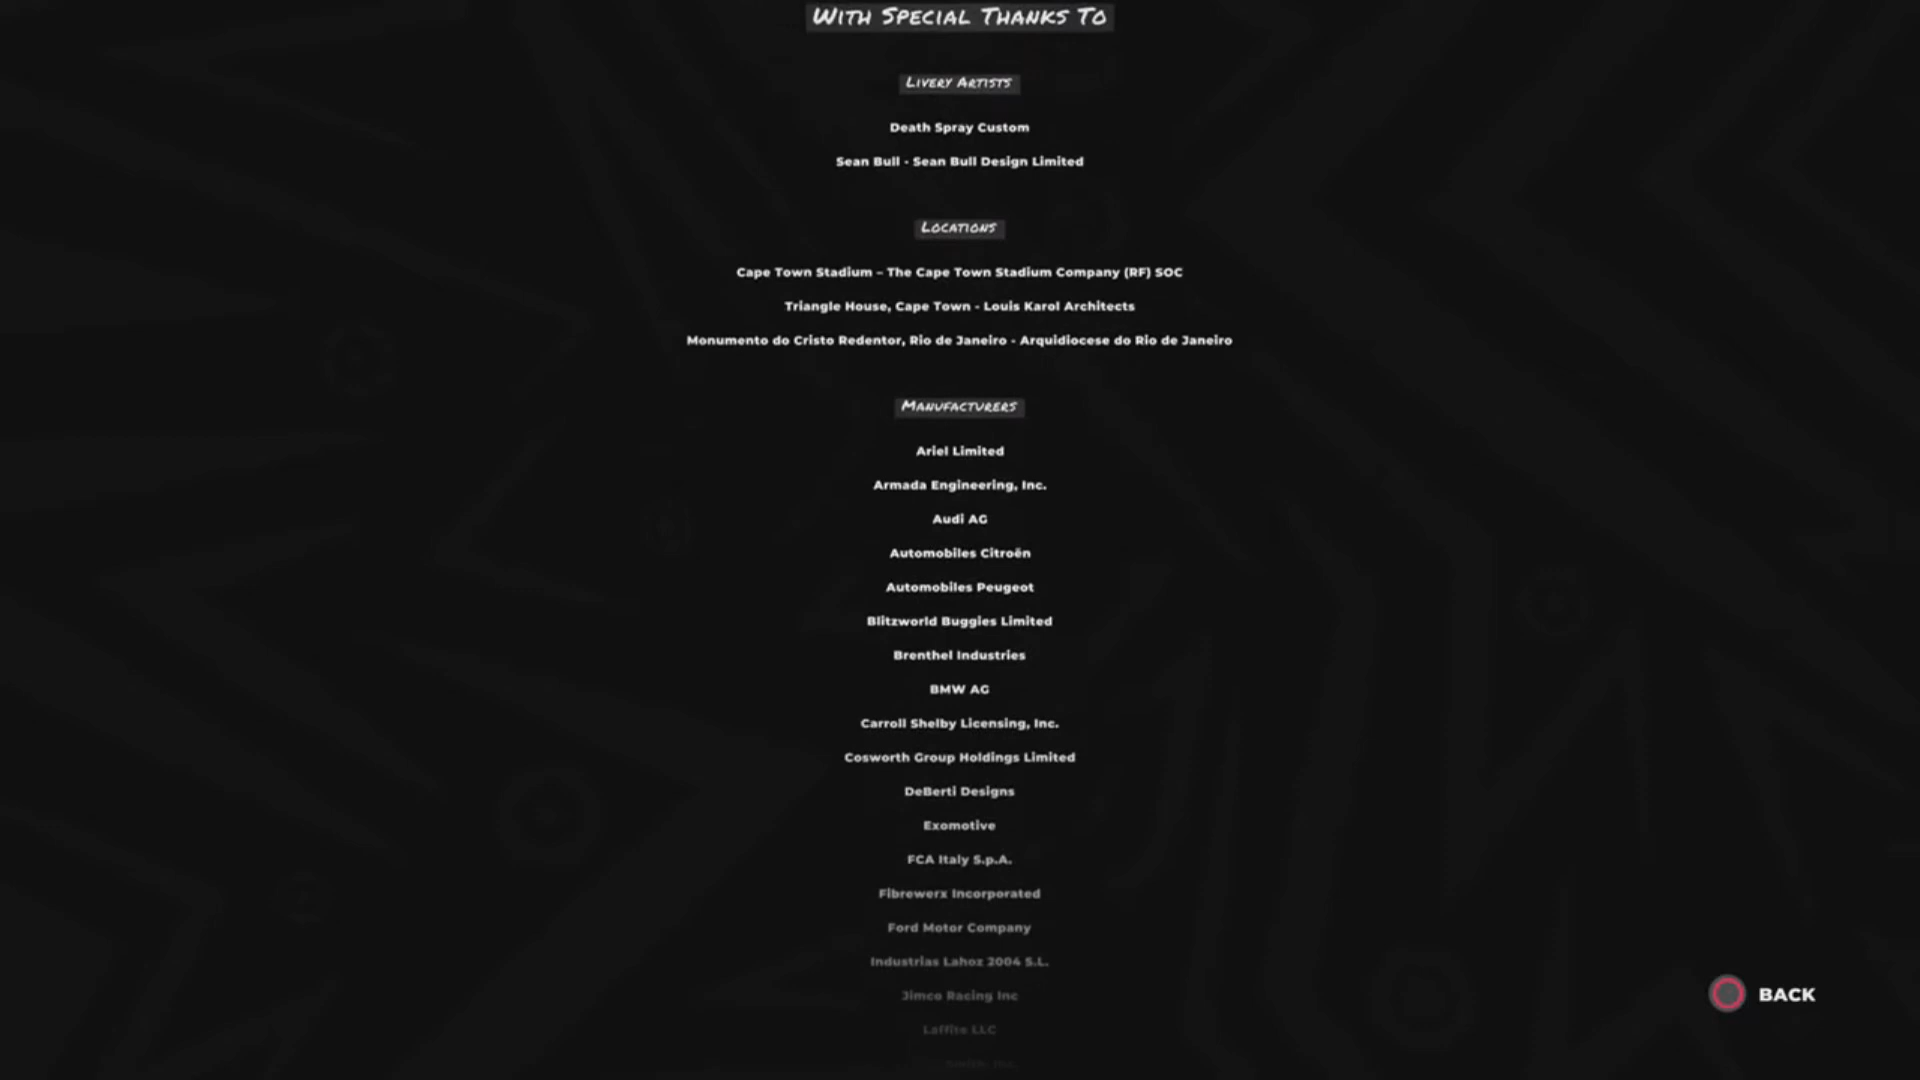 With Special Thanks To
Livery Artists
Death Spray Custom
Sean Bull - Sean Bull Design Limited
Locations
Cape Town Stadium – The Cape Town Stadium Company (RF) SOC
Triangle House, Cape Town - Louis Karol Architects
Monumento do Cristo Redentor, Rio de Janeiro - Arquidiocese do Rio de Janeiro
Manufacturers
Ariel Limited
Armada Engineering, Inc.
Audi AG
Automobiles Citroën
Automobiles Peugeot
Blitzworld Buggies Limited
Brenthel Industries
BMW AG
Carroll Shelby Licensing, Inc.
Cosworth Group Holdings Limited
DeBerti Designs
Exomotive
FCA Italy S.p.A.
Fibrewerx Incorporated
Ford Motor Company
Industrias Lahoz 2004 S.L.
Jimco Racing Inc
Laffite LLC
BACK